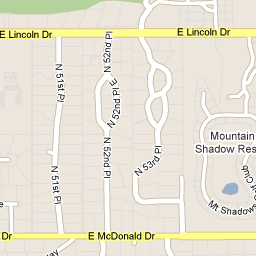 E Lincoln Dr
E Lincoln Dr
N 52nd Pl
N 51st Pl
N 52nd Pl E
N 53rd Pl
Mountain
Shadow Res
N 52nd Pl
N 51st Pl
Mt Shadows
Club
Dr
E McDonald Dr